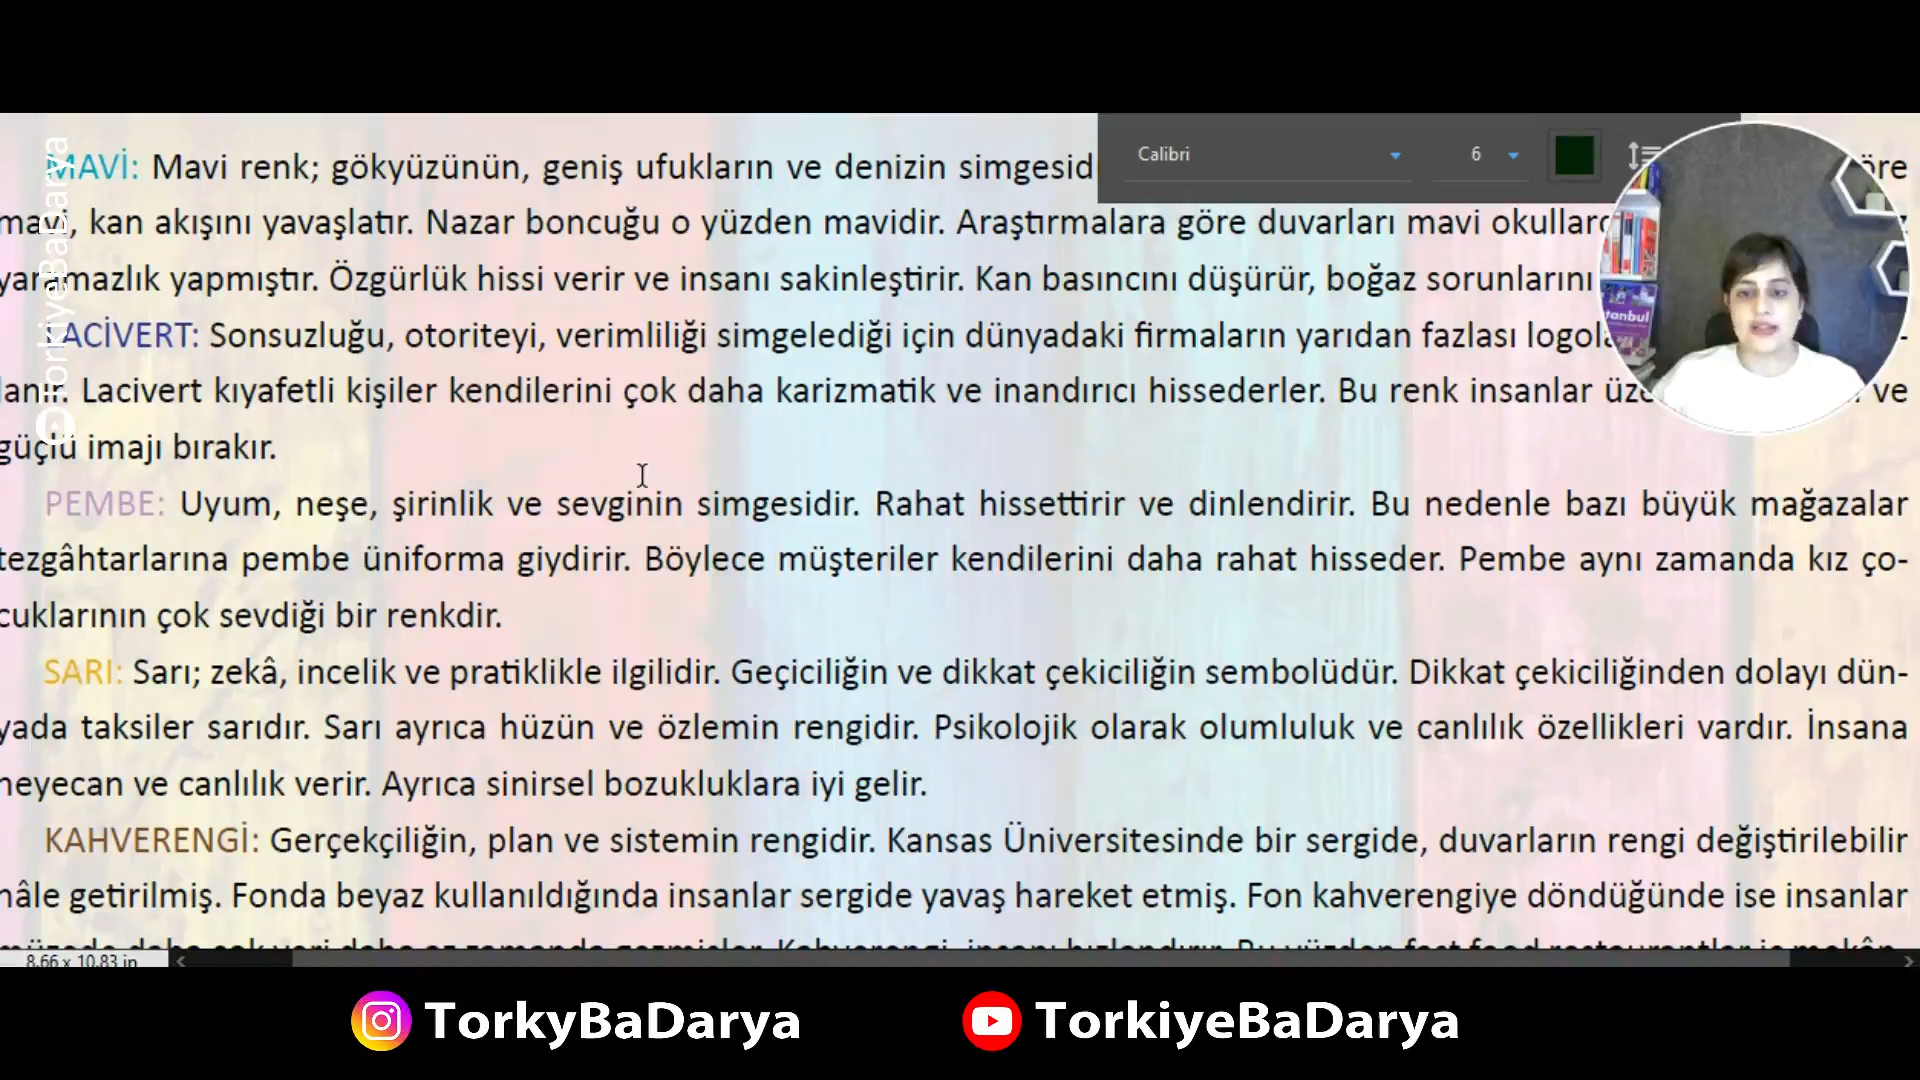 MAVİ: Mavi renk; gökyüzünün, geniş ufukların ve denizin simgesid
kan akışını yavaşlatır. Nazar boncuğu o yüzden mavidir. Araştırmalara göre duvarları mavi
yapmıştır. Özgürlük hissi verir ve insanı sakinleştirir. Kan basıncını düşürür, boğaz sorunlarını
LACİVERT: Sonsuzluğu, otoriteyi, verimliliği simgelediği için dünyadaki firmaların yarıdan fazlası
lanır. Lacivert kıyafetli kişiler kendilerini çok daha karizmatik ve inandırıcı hissederler. Bu renk insanlar ve
güçlü imajı bırakır.
PEMBE: Uyum, neşe, şirinlik ve sevginin simgesidir. Rahat hissettirir ve dinlendirir. Bu nedenle bazı büyük mağazalar
tezgâhtarlarına pembe üniforma giydirir. Böylece müşteriler kendilerini daha rahat hisseder. Pembe aynı zamanda kız ço-
cuklarının çok sevdiği bir renkdir.
SARI: Sarı; zekâ, incelik ve pratiklikle ilgilidir. Geçiciliğin ve dikkat çekiciliğin sembolüdür. Dikkat çekiciliğinden dolayı dün-
yada taksiler sarıdır. Sarı ayrıca hüzün ve özlemin rengidir. Psikolojik olarak olumluluk ve canlılık özellikleri vardır. İnsana
heyecan ve canlılık verir. Ayrıca sinirsel bozukluklara iyi gelir.
KAHVERENGİ: Gerçekçiliğin, plan ve sistemin rengidir. Kansas Üniversitesinde bir sergide, duvarların rengi değiştirilebilir
hâle getirilmiş. Fonda beyaz kullanıldığında insanlar sergide yavaş hareket etmiş. Fon kahverengiye döndüğünde ise insanlar
Calibri 6
tanbul
TorkiyeBaDarya
8,66 x 10,83 in
TorkyBaDarya
TorkiyeBaDarya